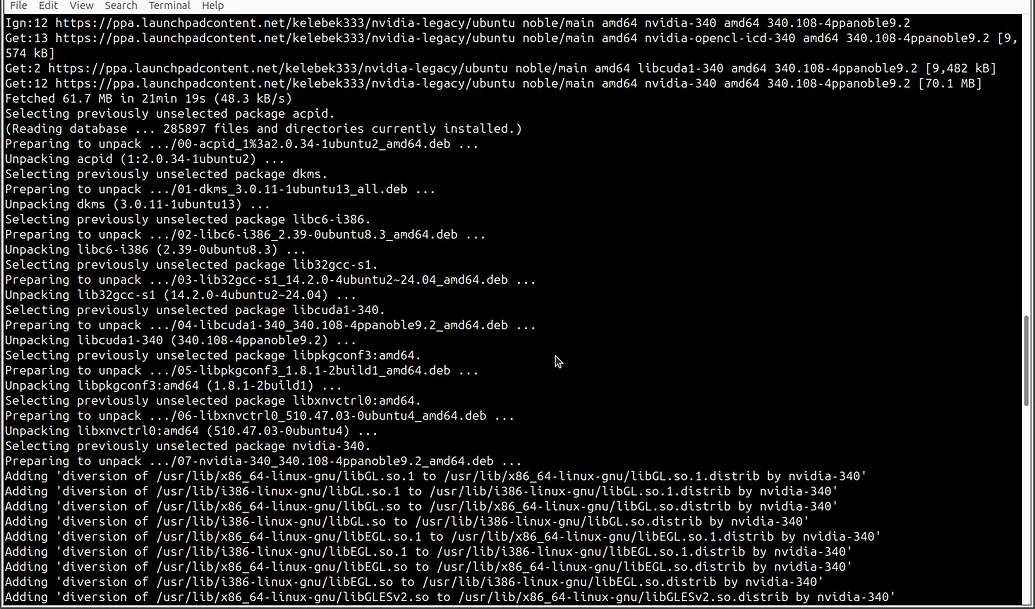 File Edit View Search Terminal Help
Ign:12 https://ppa.launchpadcontent.net/kelebek333/nvidia-legacy/ubuntu noble/main amd64 nvidia-340 amd64 340.108-4ppanoble9.2
Get:13 https://ppa.launchpadcontent.net/kelebek333/nvidia-legacy/ubuntu noble/main amd64 nvidia-opencl-icd-340 amd64 340.108-4ppanoble9.2 [9,
574 kB]
Get:2 https://ppa.launchpadcontent.net/kelebek333/nvidia-legacy/ubuntu noble/main amd64 libcuda1-340 amd64 340.108-4ppanoble9.2 [9,482 kB]
Get:12 https://ppa.launchpadcontent.net/kelebek333/nvidia-legacy/ubuntu noble/main amd64 nvidia-340 amd64 340.108-4ppanoble9.2 [70.1 MB]
Fetched 61.7 MB in 21min 19s (48.3 kB/s)
Selecting previously unselected package acpid.
(Reading database ... 285897 files and directories currently installed.)
Preparing to unpack .../00-acpid_1%3a2.0.34-1ubuntu2_amd64.deb ...
Unpacking acpid (1:2.0.34-1ubuntu2) ...
Selecting previously unselected package dkms.
Preparing to unpack .../01-dkms_3.0.11-1ubuntu13_all.deb ...
Unpacking dkms (3.0.11-1ubuntu13) ...
Selecting previously unselected package libc6-i386.
Preparing to unpack .../02-libc6-i386_2.39-0ubuntu8.3_amd64.deb ...
Unpacking libc6-i386 (2.39-0ubuntu8.3) ...
Selecting previously unselected package lib32gcc-s1.
Preparing to unpack .../03-lib32gcc-s1_14.2.0-4ubuntu2~24.04_amd64.deb ...
Unpacking lib32gcc-s1 (14.2.0-4ubuntu2~24.04) ...
Selecting previously unselected package libcuda1-340.
Preparing to unpack .../04-libcuda1-340_340.108-4ppanoble9.2_amd64.deb ...
Unpacking libcuda1-340 (340.108-4ppanoble9.2) ...
Selecting previously unselected package libpkgconf3:amd64.
Preparing to unpack .../05-libpkgconf3_1.8.1-2build1_amd64.deb ...
Unpacking libpkgconf3:amd64 (1.8.1-2build1) ...
Selecting previously unselected package libxnvctrl0:amd64.
Preparing to unpack .../06-libxnvctrl0_510.47.03-0ubuntu4_amd64.deb ...
Unpacking libxnvctrl0:amd64 (510.47.03-0ubuntu4) ...
Selecting previously unselected package nvidia-340.
Preparing to unpack .../07-nvidia-340_340.108-4ppanoble9.2_amd64.deb ...
Adding 'diversion of /usr/lib/x86_64-linux-gnu/libGL.so.1 to /usr/lib/x86_64-linux-gnu/libGL.so.1.distrib by nvidia-340'
Adding 'diversion of /usr/lib/i386-linux-gnu/libGL.so.1 to /usr/lib/i386-linux-gnu/libGL.so.1.distrib by nvidia-340'
Adding 'diversion of /usr/lib/x86_64-linux-gnu/libGL.so to /usr/lib/x86_64-linux-gnu/libGL.so.distrib by nvidia-340'
Adding 'diversion of /usr/lib/i386-linux-gnu/libGL.so to /usr/lib/i386-linux-gnu/libGL.so.distrib by nvidia-340'
Adding 'diversion of /usr/lib/x86_64-linux-gnu/libEGL.so.1 to /usr/lib/x86_64-linux-gnu/libEGL.so.1.distrib by nvidia-340'
Adding 'diversion of /usr/lib/i386-linux-gnu/libEGL.so.1 to /usr/lib/i386-linux-gnu/libEGL.so.1.distrib by nvidia-340'
Adding 'diversion of /usr/lib/x86_64-linux-gnu/libEGL.so to /usr/lib/x86_64-linux-gnu/libEGL.so.distrib by nvidia-340'
Adding 'diversion of /usr/lib/i386-linux-gnu/libEGL.so to /usr/lib/i386-linux-gnu/libEGL.so.distrib by nvidia-340'
Adding 'diversion of /usr/lib/x86_64-linux-gnu/libGLESv2.so to /usr/lib/x86_64-linux-gnu/libGLESv2.so.distrib by nvidia-340'